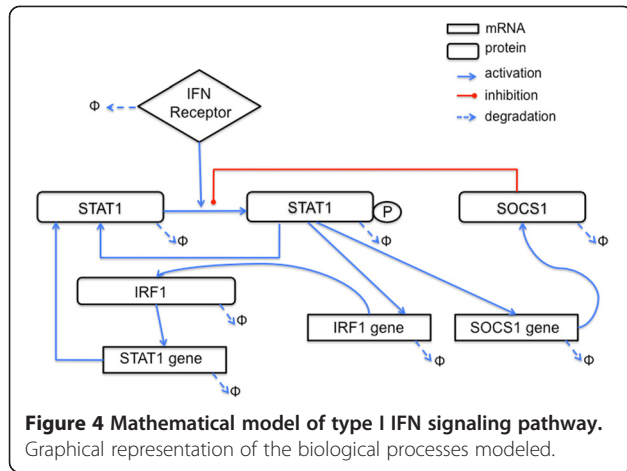 mRNA
protein
activation
inhibition
degradation
IFN
Receptor
Φ
STAT1
STAT1
P
SOCS1
Φ
Φ
Φ
IRF1
Φ
IRF1 gene
SOCS1 gene
STAT1 gene
Φ
Φ
Φ
Figure 4 Mathematical model of type I IFN signaling pathway.
Graphical representation of the biological processes modeled.